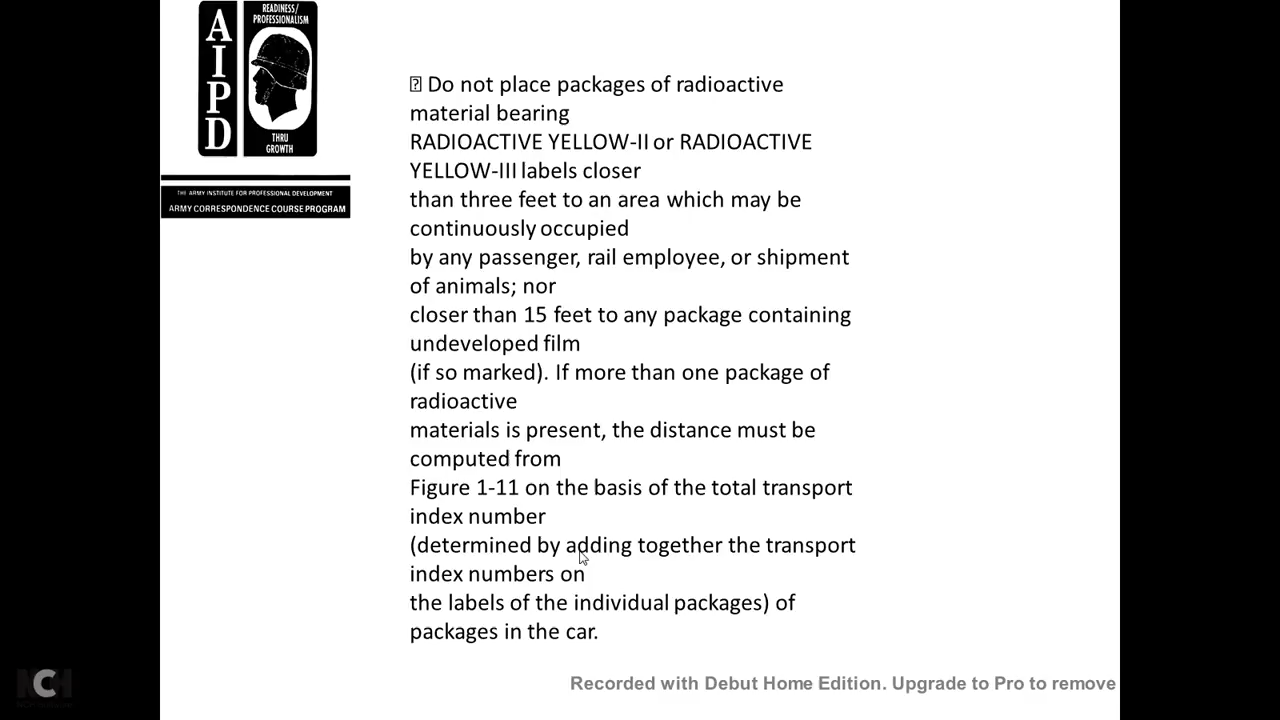 READINESS/
PROFESSIONALISM
AIPD
THRU
GROWTH
THE ARMY INSTITUTE FOR PROFESSIONAL DEVELOPMENT
ARMY CORRESPONDENCE COURSE PROGRAM
Do not place packages of radioactive
material bearing
RADIOACTIVE YELLOW-II or RADIOACTIVE
YELLOW-III labels closer
than three feet to an area which may be
continuously occupied
by any passenger, rail employee, or shipment
of animals; nor
closer than 15 feet to any package containing
undeveloped film
(if so marked). If more than one package of
radioactive
materials is present, the distance must be
computed from
Figure 1-11 on the basis of the total transport
index number
(determined by adding together the transport
index numbers on
the labels of the individual packages) of
packages in the car.
NCH
Recorded with Debut Home Edition. Upgrade to Pro to remove